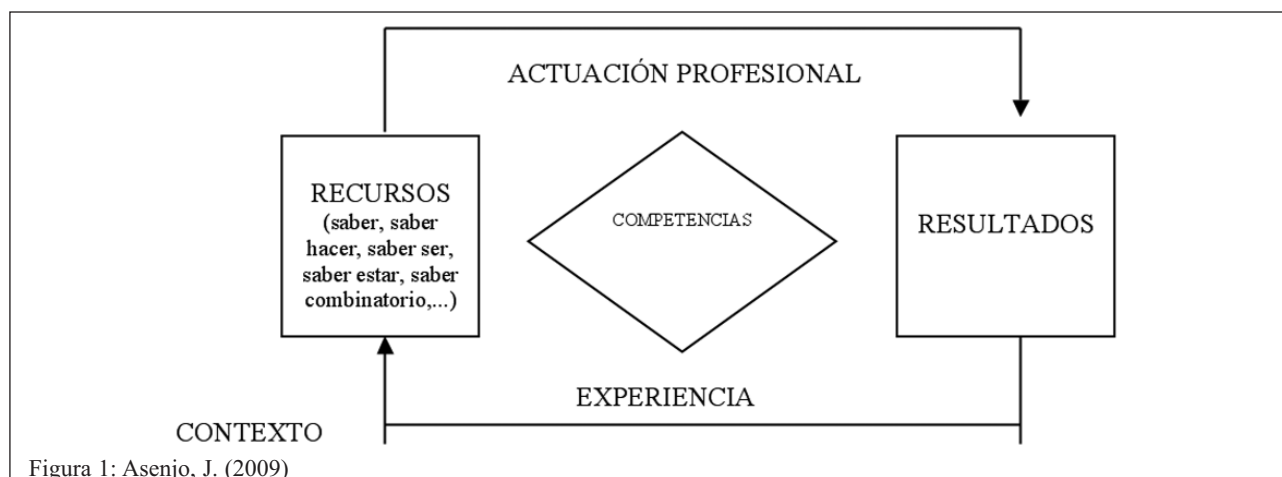 ACTUACIÓN PROFESIONAL
RECURSOS
(saber, saber
hacer, saber ser,
saber estar, saber
combinatorio,...)
COMPETENCIAS
RESULTADOS
EXPERIENCIA
CONTEXTO
Figura 1: Asenjo, J. (2009)